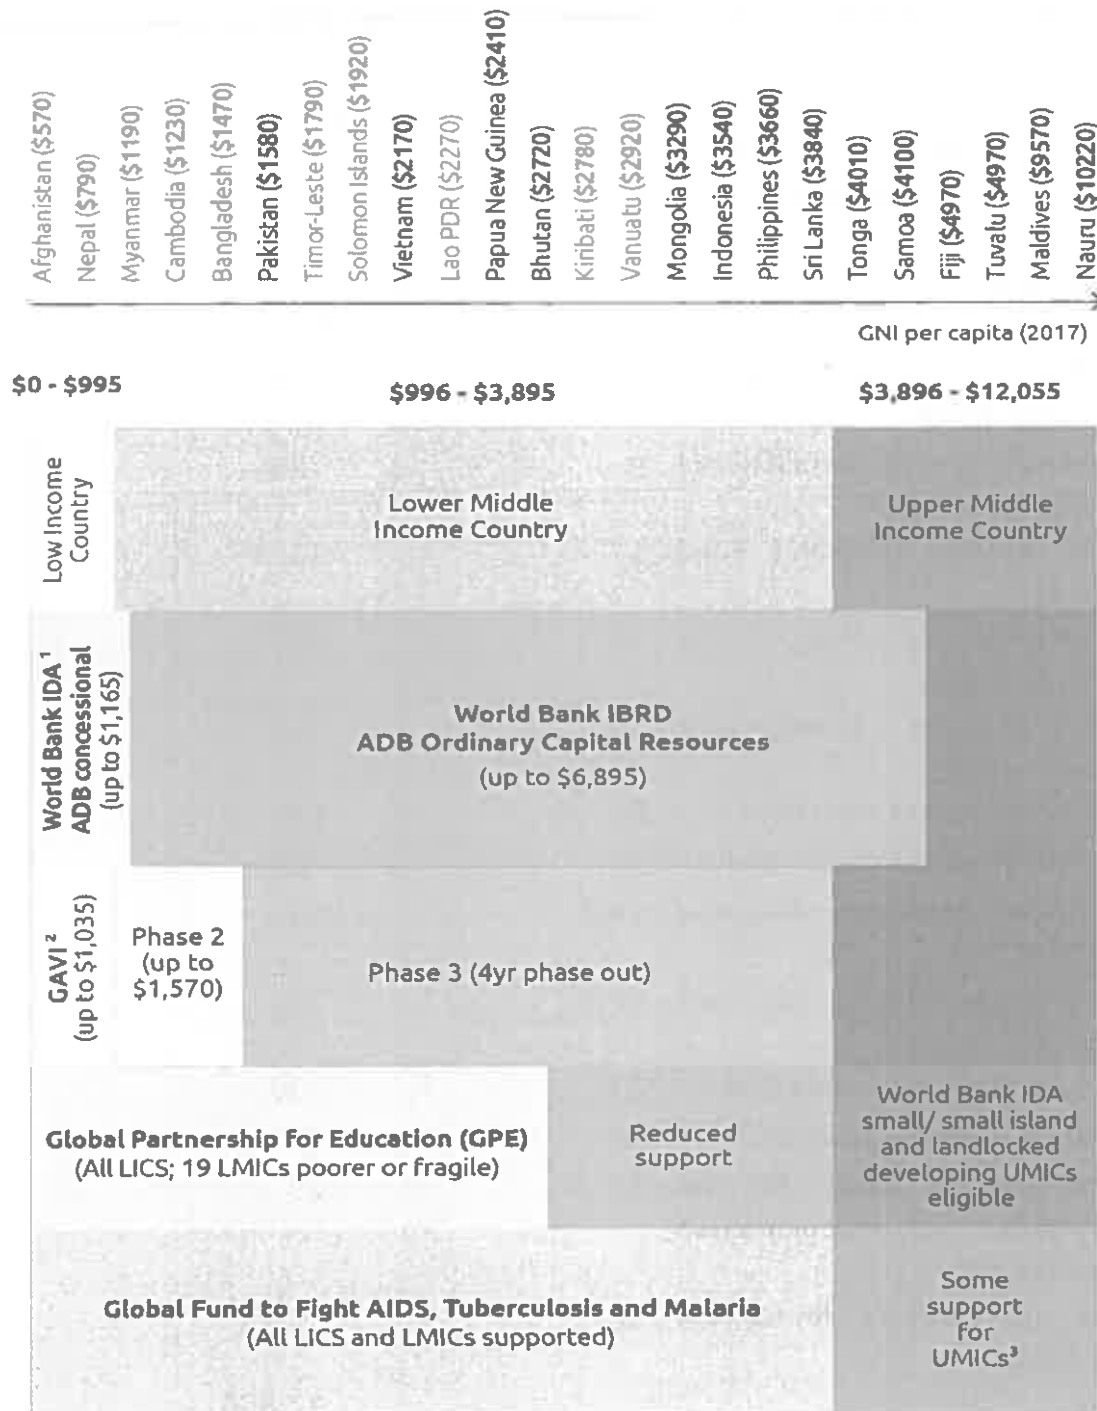 Afghanistan ($570)
Nepal ($790)
Myanmar ($1190)
Cambodia ($1230)
Bangladesh ($1470)
Pakistan ($1580)
Timor-Leste ($1790)
Solomon Islands ($1920)
Vietnam ($2170)
Lao PDR ($2270)
Papua New Guinea ($2410)
Bhutan ($2720)
Kiribati ($2780)
Vanuatu ($2920)
Mongolia ($3290)
Indonesia ($3540)
Philippines ($3660)
Sri Lanka ($3840)
Tonga ($4010)
Samoa ($4100)
Fiji ($4970)
Tuvalu ($4970)
Maldives ($9570)
Nauru ($10220)
GNI per capita (2017)
$0 - $995
$996 - $3,895
$3,896 - $12,055
Low Income
Country
Lower Middle
Income Country
Upper Middle
Income Country
World Bank IDA ¹
ADB concessional
(up to $1,165)
World Bank IBRD
ADB Ordinary Capital Resources
(up to $6,895)
GAVI ²
(up to $1,035)
Phase 2
(up to
$1,570)
Phase 3 (4yr phase out)
Global Partnership for Education (GPE)
(All LICS; 19 LMICs poorer or fragile)
Reduced
support
World Bank IDA
small/ small island
and landlocked
developing UMICs
eligible
Global Fund to Fight AIDS, Tuberculosis and Malaria
(All LICS and LMICs supported)
Some
support
for
UMICs³